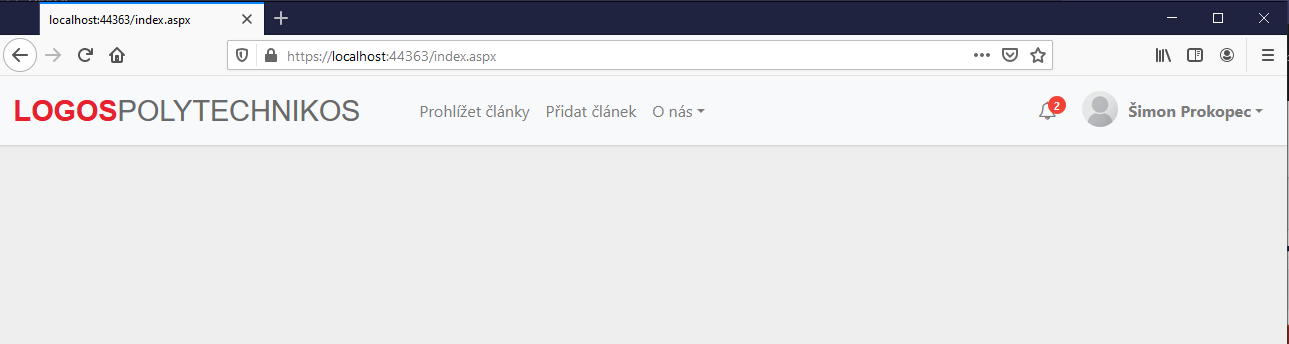 localhost:44363/index.aspx
https://localhost:44363/index.aspx
LOGOSPOLYTECHNIKOS Prohlížet články Přidat článek O nás 2 Šimon Prokopec